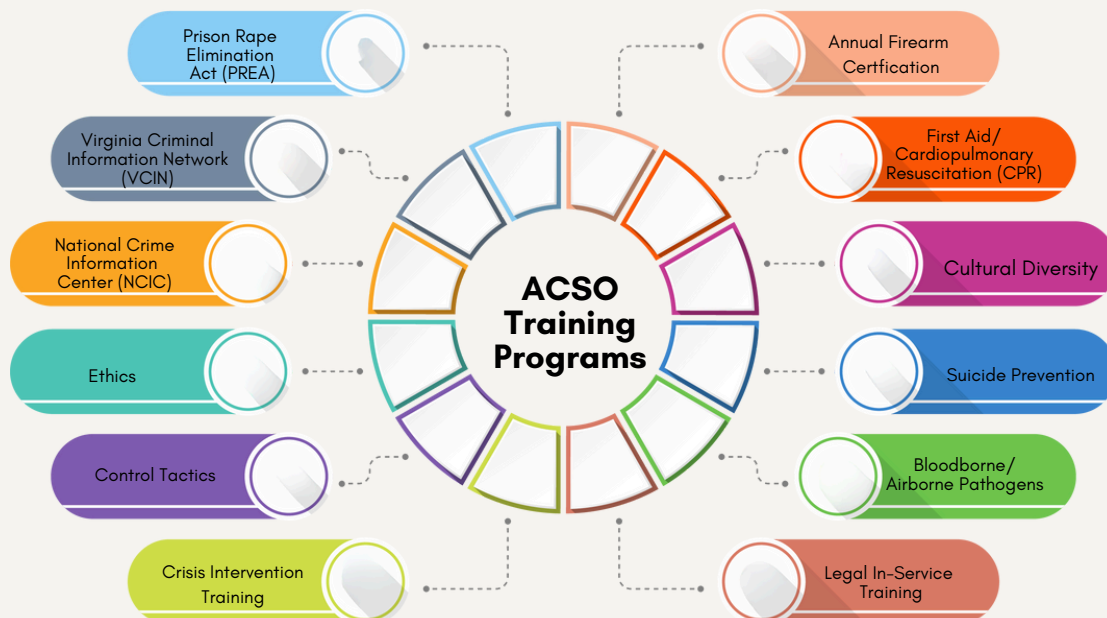 Prison Rape
Elimination
Act (PREA)
Annual Firearm
Certfication
Virginia Criminal
Information Network
(VCIN)
First Aid/
Cardiopulmonary
Resuscitation (CPR)
National Crime
Information
Center (NCIC)
Cultural Diversity
ACSO
Training
Programs
Ethics
Suicide Prevention
Control Tactics
Bloodborne/
Airborne Pathogens
Crisis Intervention
Training
Legal In-Service
Training